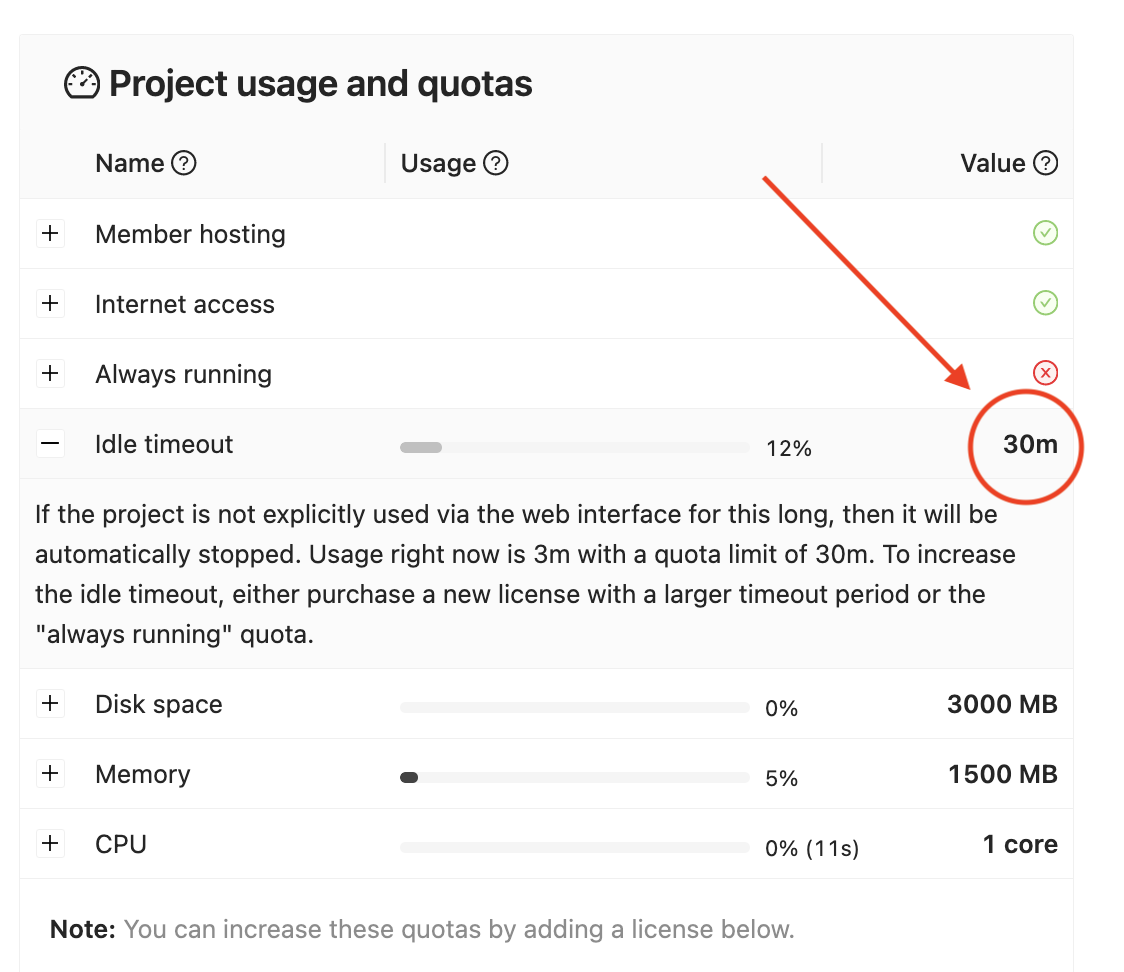 Project usage and quotas
Name Usage Value
Member hosting
Internet access
Always running
Idle timeout 12% 30m
If the project is not explicitly used via the web interface for this long, then it will be
automatically stopped. Usage right now is 3m with a quota limit of 30m. To increase
the idle timeout, either purchase a new license with a larger timeout period or the
"always running" quota.
Disk space 0% 3000 MB
Memory 5% 1500 MB
CPU 0% (11s) 1 core
Note: You can increase these quotas by adding a license below.